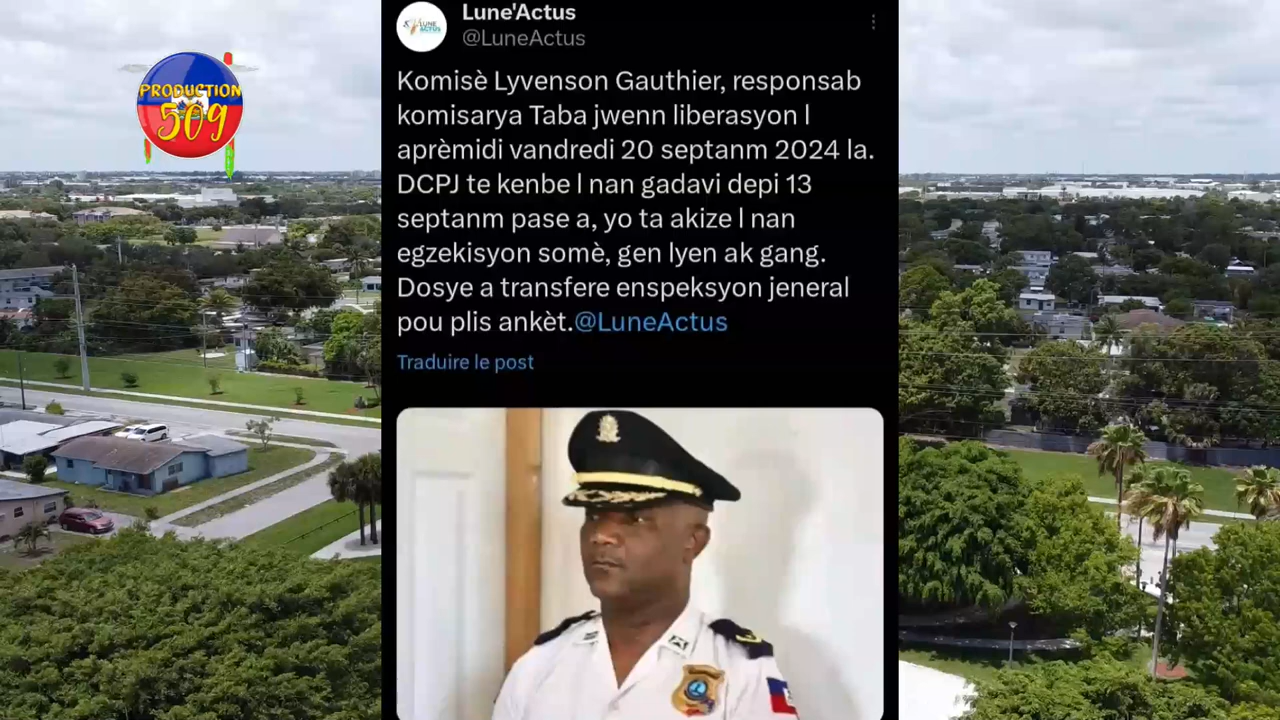 Lune'Actus
@LuneActus
Komisè Lyvenson Gauthier, responsab
komisarya Taba jwenn liberasyon l
aprèmidi vandredi 20 septanm 2024 la.
DCPJ te kenbe l nan gadavi depi 13
septanm pase a, yo ta akize l nan
egzekisyon somè, gen lyen ak gang.
Dosye a transfere enspeksyon jeneral
pou plis ankèt.@LuneActus
Traduire le post
PRODUCTION
509